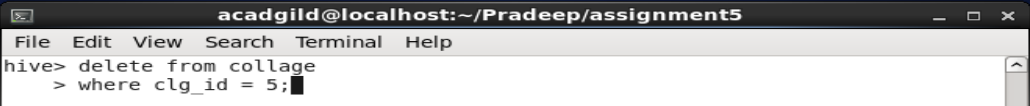 acadgild@localhost:~/Pradeep/assignment5
File Edit View Search Terminal Help
hive> delete from collage
    > where clg_id = 5;